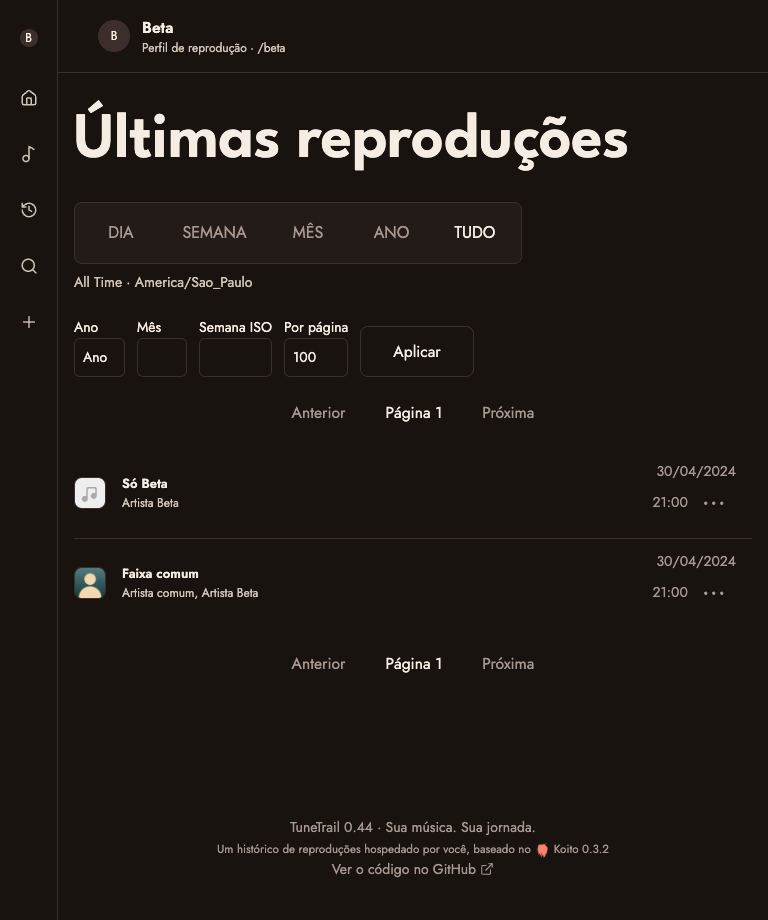 B
B
Beta
Perfil de reprodução · /beta
Últimas reproduções
DIA SEMANA MÊS ANO TUDO
All Time · America/Sao_Paulo
Ano Mês Semana ISO Por página
Ano 100 Aplicar
Anterior Página 1 Próxima
30/04/2024
Só Beta
Artista Beta
21:00
30/04/2024
Faixa comum
Artista comum, Artista Beta
21:00
Anterior Página 1 Próxima
TuneTrail 0.44 · Sua música. Sua jornada.
Um histórico de reproduções hospedado por você, baseado no Koito 0.3.2
Ver o código no GitHub